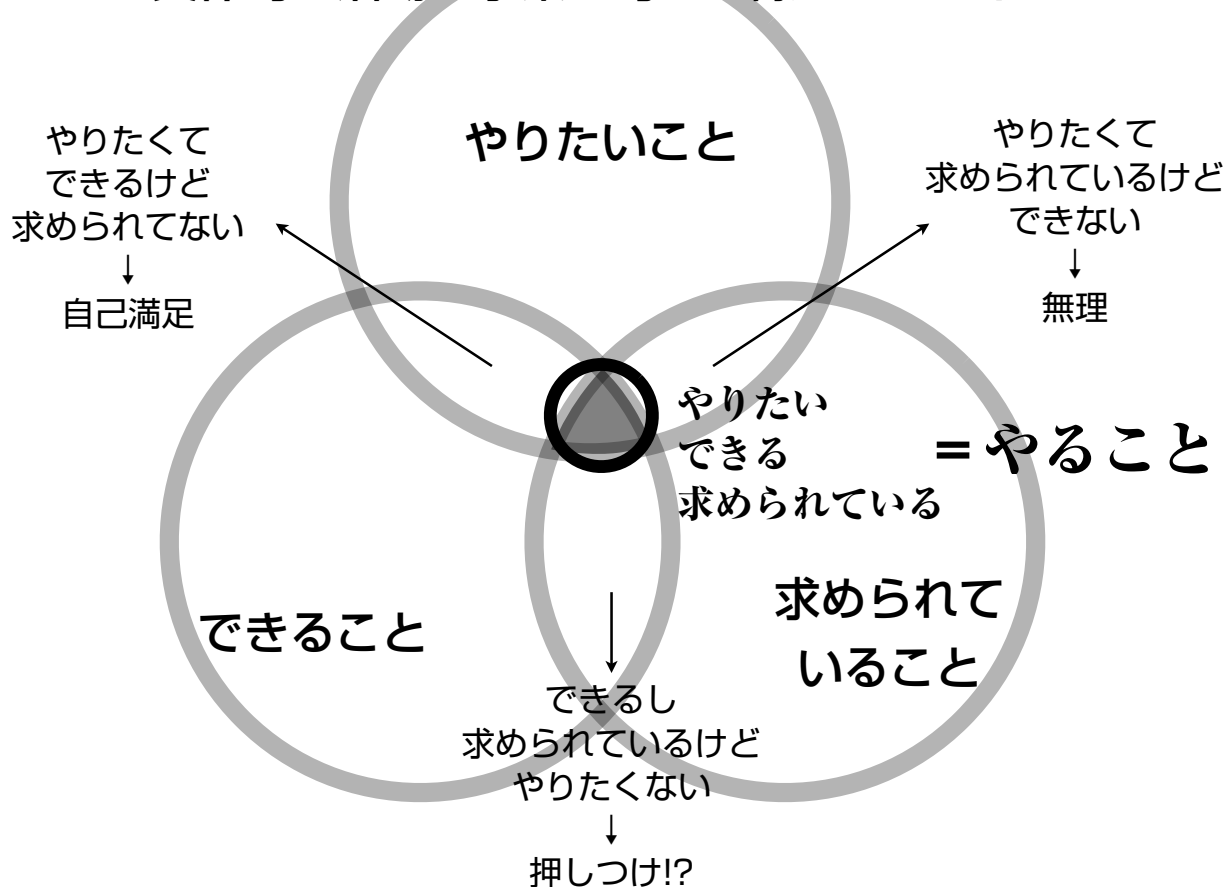 やりたいこと
やりたくて
できるけど
求められてない
↓
自己満足
やりたくて
求められているけど
できない
↓
無理
やりたい
できる
求められている
＝やること
できること
求められて
いること
できるし
求められているけど
やりたくない
↓
押しつけ!?